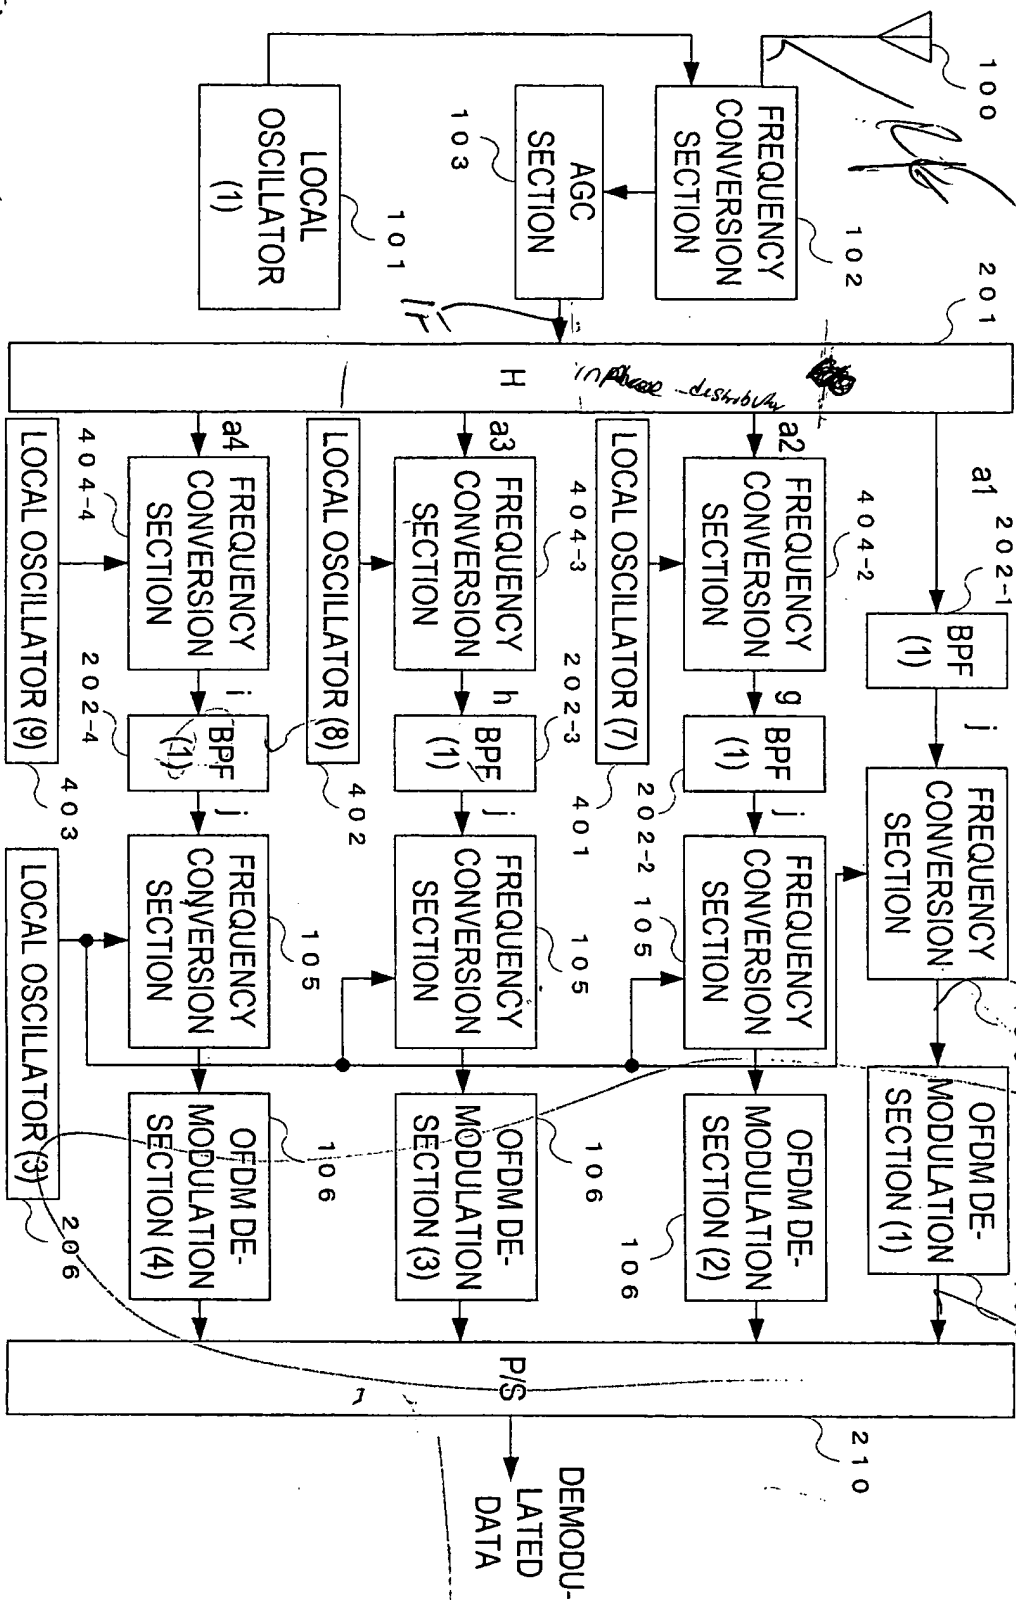 100
FREQUENCY
CONVERSION
SECTION
102
AGC
SECTION
103
LOCAL
OSCILLATOR
(1)
101
201
H
in phase distributor
IF
a1
202-1
BPF
(1)
j
FREQUENCY
CONVERSION
SECTION
OFDM DE-
MODULATION
SECTION (1)
a2
404-2
FREQUENCY
CONVERSION
SECTION
g
BPF
(1)
202-2
j
FREQUENCY
CONVERSION
SECTION
105
OFDM DE-
MODULATION
SECTION (2)
106
LOCAL OSCILLATOR (7)
401
a3
404-3
FREQUENCY
CONVERSION
SECTION
h
202-3
BPF
(1)
j
FREQUENCY
CONVERSION
SECTION
105
OFDM DE-
MODULATION
SECTION (3)
106
LOCAL OSCILLATOR (8)
402
a4
404-4
FREQUENCY
CONVERSION
SECTION
i
202-4
BPF
(1)
j
FREQUENCY
CONVERSION
SECTION
105
OFDM DE-
MODULATION
SECTION (4)
106
LOCAL OSCILLATOR (9)
403
LOCAL OSCILLATOR (3)
206
P/S
210
DEMODU-
LATED
DATA